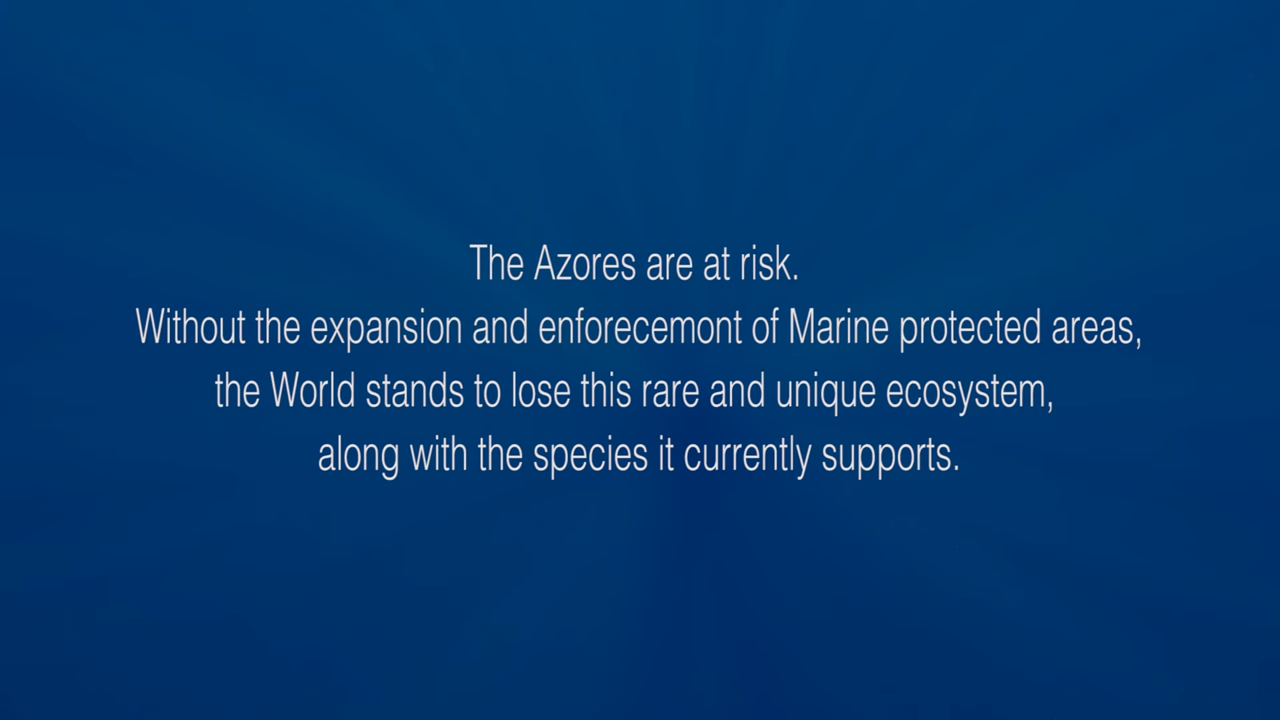 The Azores are at risk.
Without the expansion and enforecemont of Marine protected areas,
the World stands to lose this rare and unique ecosystem,
along with the species it currently supports.